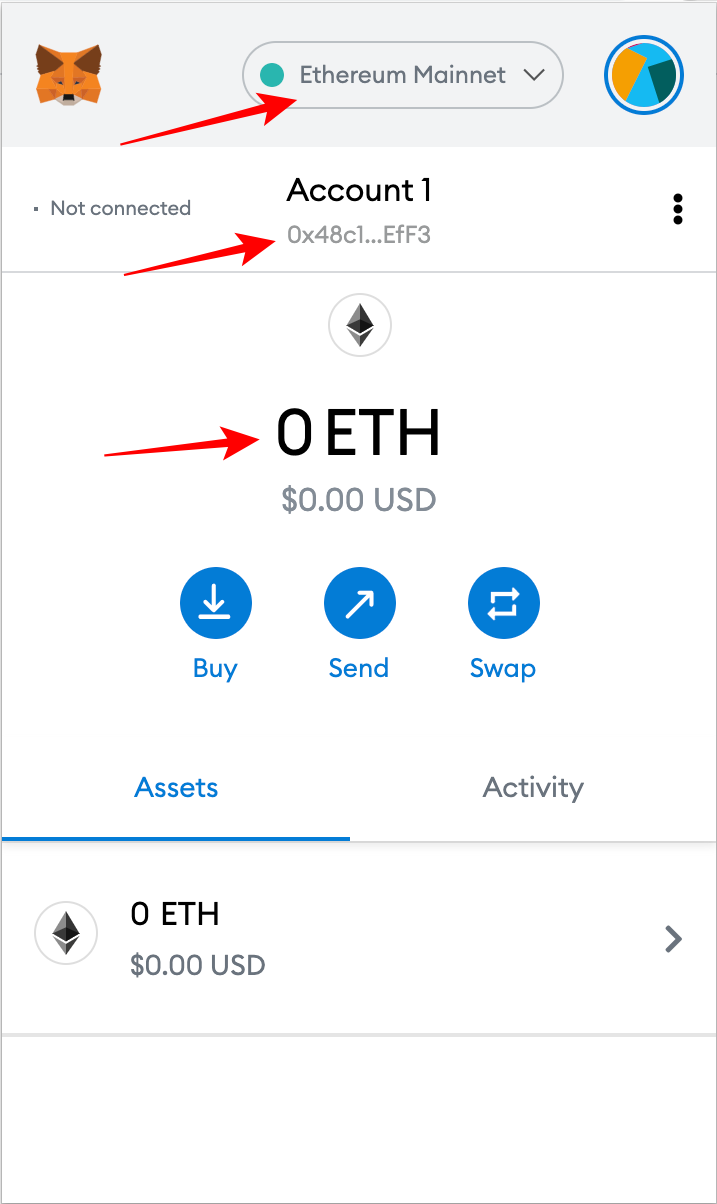 Ethereum Mainnet
Not connected
Account 1
0x48c1...EfF3
0 ETH
$0.00 USD
Buy
Send
Swap
Assets
Activity
0 ETH
$0.00 USD